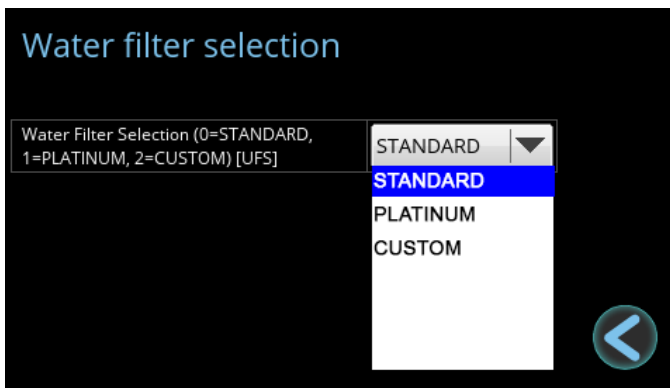 Water filter selection
Water Filter Selection (0=STANDARD,
1=PLATINUM, 2=CUSTOM) [UFS]
STANDARD
STANDARD
PLATINUM
CUSTOM